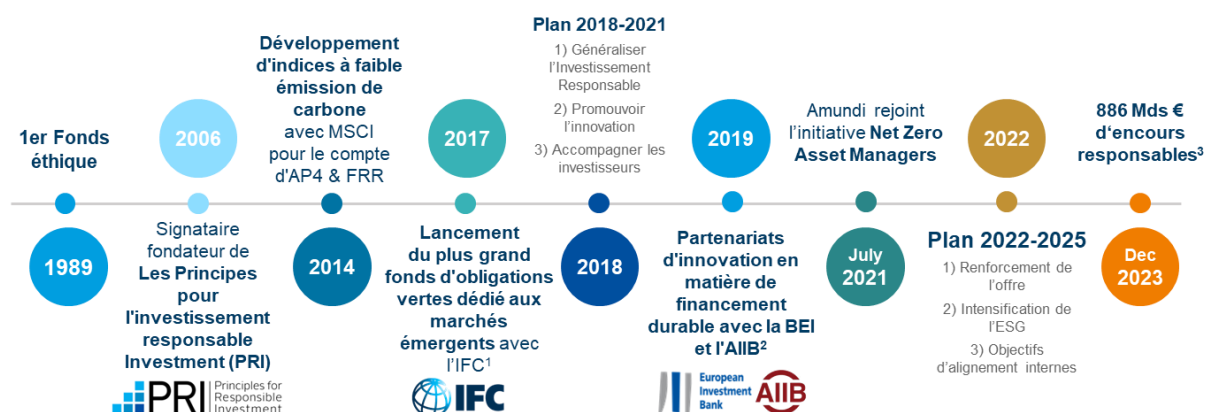 1er Fonds
éthique
1989
2006
Signataire
fondateur de
Les Principes
pour
l'investissement
responsable
Investment (PRI)
PRI
Principles for
Responsible
Investment
Développement
d'indices à faible
émission de
carbone
avec MSCI
pour le compte
d'AP4 & FRR
2014
2017
Lancement
du plus grand
fonds d'obligations
vertes dédié aux
marchés
émergents avec
l'IFC¹
IFC
Plan 2018-2021
1) Généraliser
l'Investissement
Responsable
2) Promouvoir
l'innovation
3) Accompagner les
investisseurs
2018
2019
Partenariats
d'innovation en
matière de
financement
durable avec la BEI
et l'AIIB²
European
Investment
Bank
AIIB
Amundi rejoint
l'initiative Net Zero
Asset Managers
July
2021
2022
Plan 2022-2025
1) Renforcement de
l'offre
2) Intensification de
l'ESG
3) Objectifs
d'alignement internes
886 Mds €
d'encours
responsables³
Dec
2023